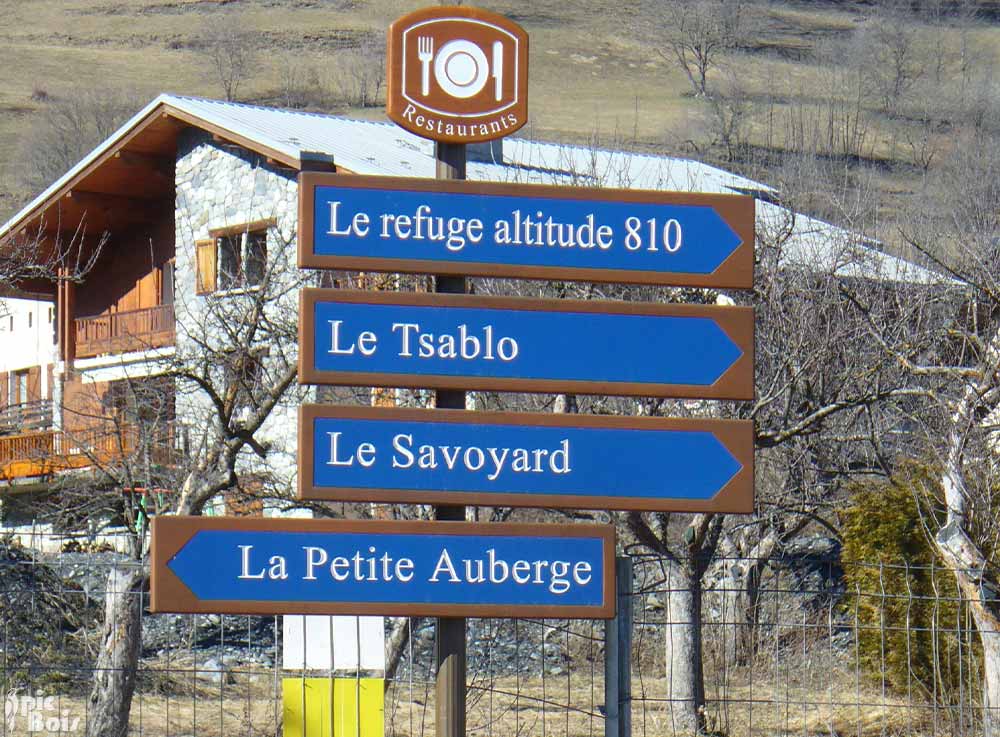 Restaurants
Le refuge altitude 810
Le Tsablo
Le Savoyard
La Petite Auberge
pic
Bois